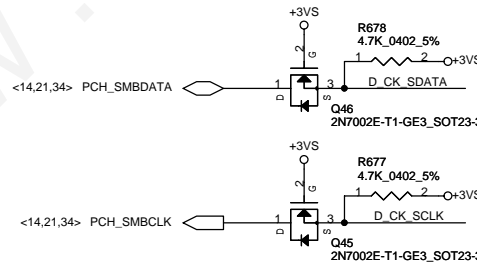 +3VS
R678
4.7K_0402_5%
2
G
1
2
+3VS
<14,21,34> PCH_SMBDATA
1
3
D_CK_SDATA
D
S
Q46
2N7002E-T1-GE3_SOT23-3
+3VS
R677
4.7K_0402_5%
2
G
1
2
+3VS
<14,21,34> PCH_SMBCLK
1
3
D_CK_SCLK
D
S
Q45
2N7002E-T1-GE3_SOT23-3